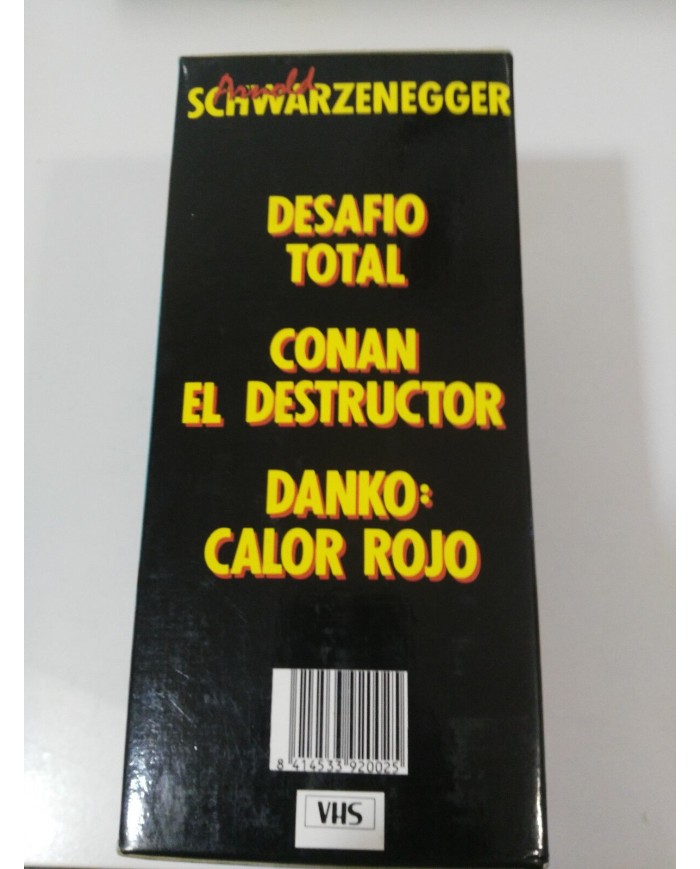 Arnold
SCHWARZENEGGER
DESAFIO
TOTAL
CONAN
EL DESTRUCTOR
DANKO:
CALOR ROJO
8 414533 920025
VHS